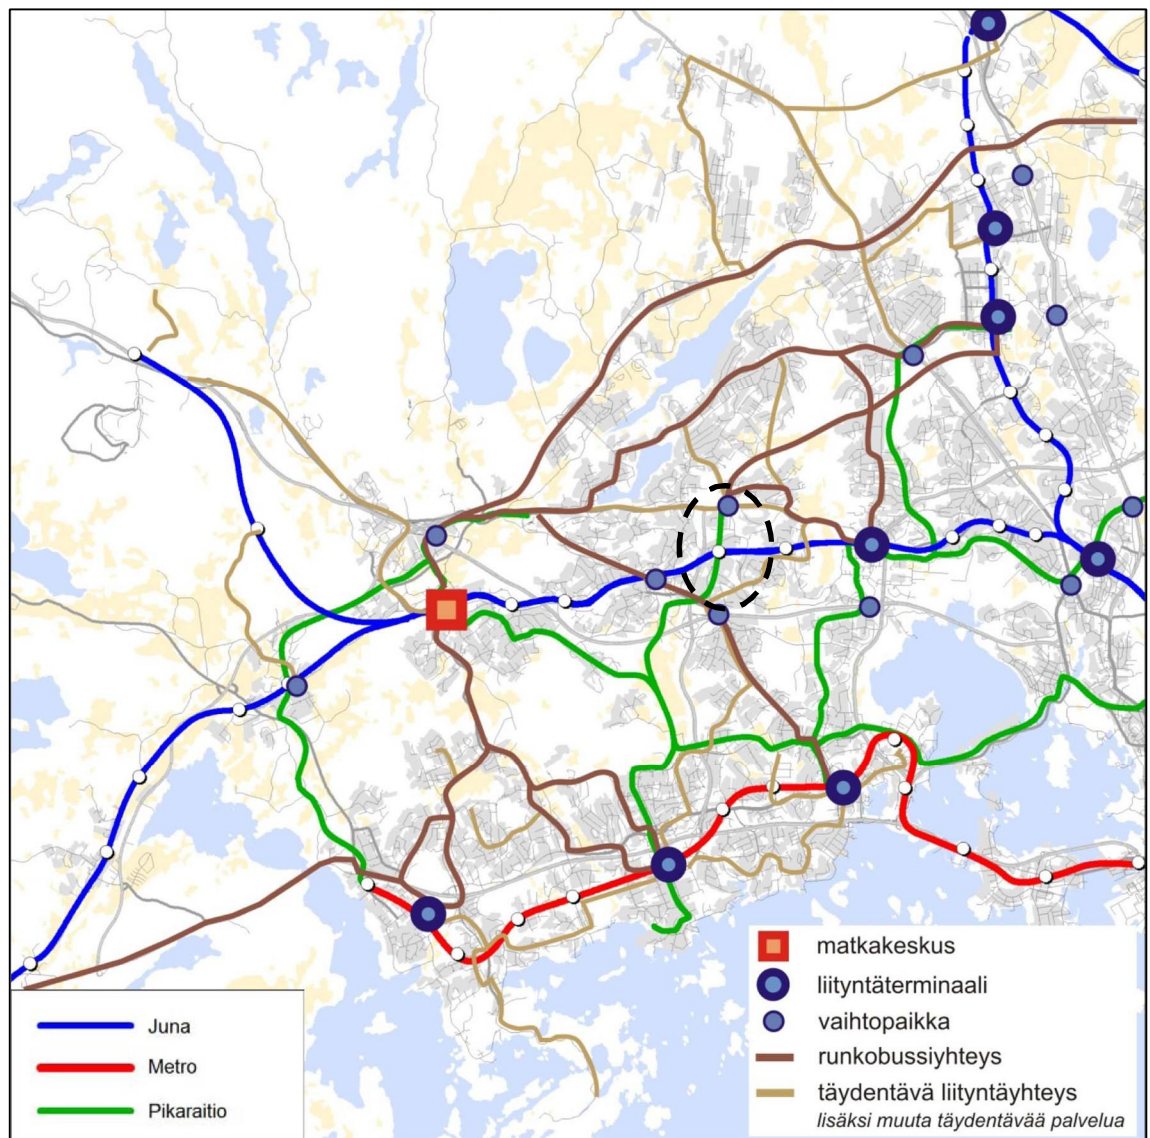 Juna
Metro
Pikaraitio
matkakeskus
liityntäterminaali
vaihtopaikka
runkobussiyhteys
täydentävä liityntäyhteys
lisäksi muuta täydentävää palvelua